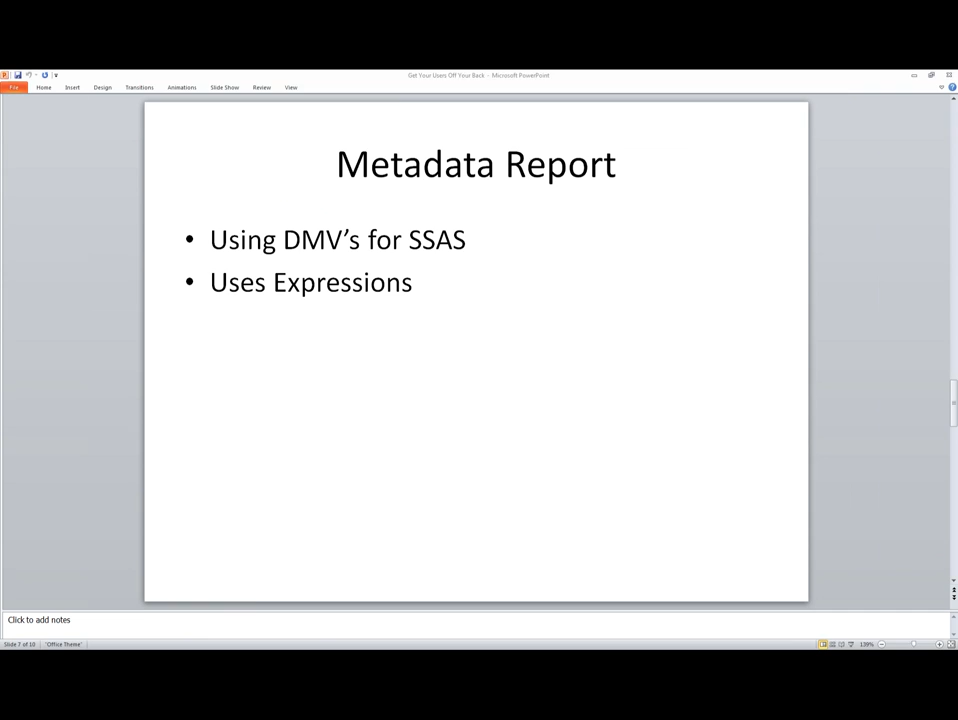 Get Your Users Off Your Back - Microsoft PowerPoint
File Home Insert Design Transitions Animations Slide Show Review View
Metadata Report
• Using DMV’s for SSAS
• Uses Expressions
Click to add notes
Slide 7 of 10 "Office Theme" 139%